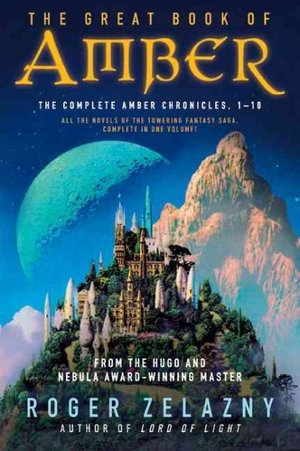 THE GREAT BOOK OF
AMBER
THE COMPLETE AMBER CHRONICLES, 1–10
ALL THE NOVELS OF THE TOWERING FANTASY SAGA,
COMPLETE IN ONE VOLUME!
FROM THE HUGO AND
NEBULA AWARD-WINNING MASTER
ROGER ZELAZNY
AUTHOR OF LORD OF LIGHT